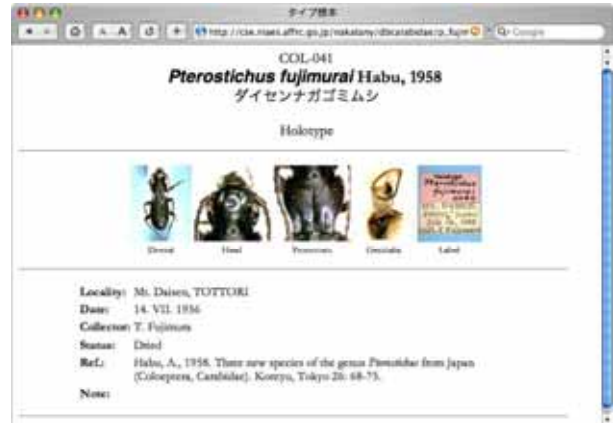 タイプ標本
A A
Google
COL-041
Pterostichus fujimurai Habu, 1958
ダイセンナガゴミムシ
Holotype
Dorsal Head Pronotum Genitalia Label
Locality: Mt. Daisen, TOTTORI
Date: 14. VII. 1956
Collector: T. Fujimura
Status: Dried
Ref.: Habu, A., 1958. Three new species of the genus Pterostichus from Japan
(Coleoptera, Carabidae). Kontyu, Tokyo 26: 68-73.
Note: